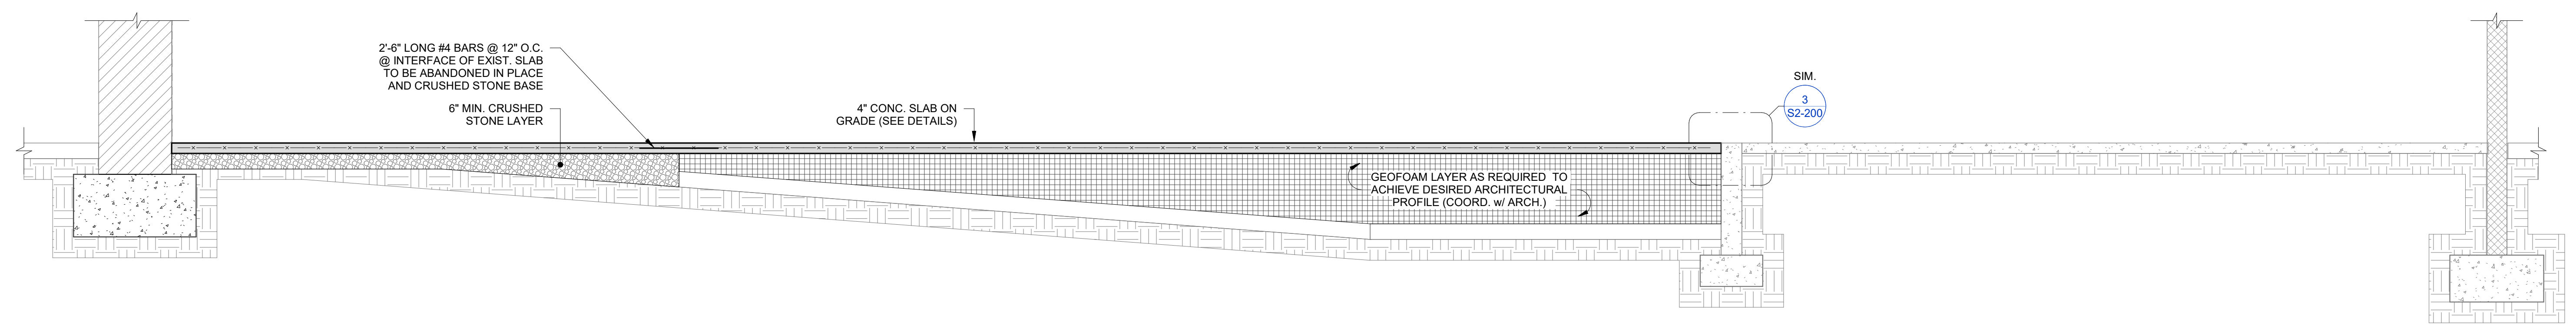 2'-6" LONG #4 BARS @ 12" O.C.
@ INTERFACE OF EXIST. SLAB
TO BE ABANDONED IN PLACE
AND CRUSHED STONE BASE
6" MIN. CRUSHED
STONE LAYER
4" CONC. SLAB ON
GRADE (SEE DETAILS)
GEOFOAM LAYER AS REQUIRED TO
ACHIEVE DESIRED ARCHITECTURAL
PROFILE (COORD. w/ ARCH.)
SIM.
3
S2-200